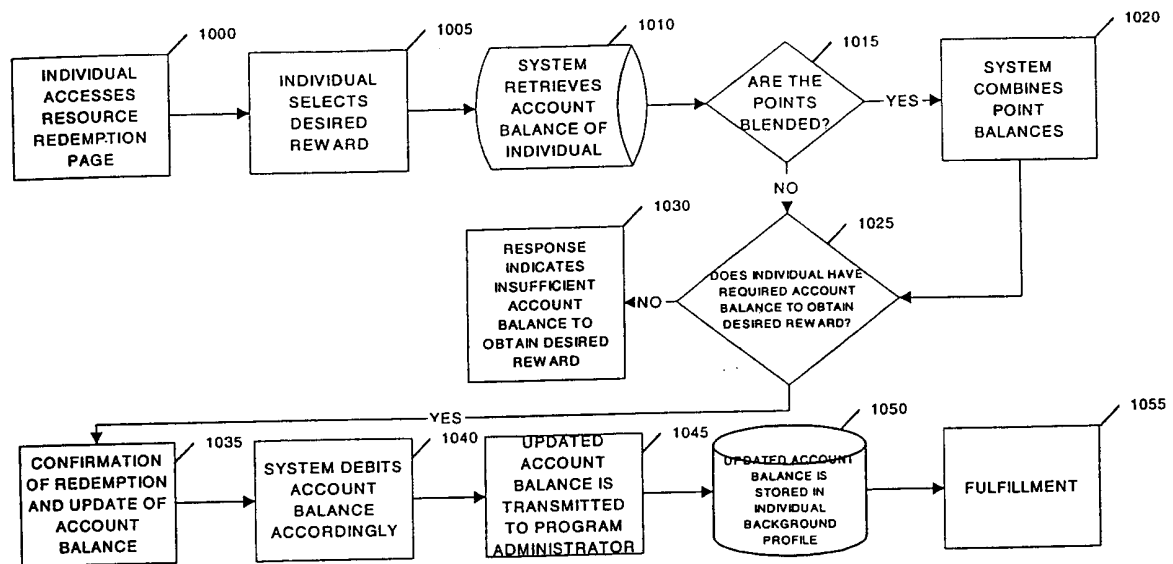 1000
INDIVIDUAL
ACCESSES
RESOURCE
REDEMPTION
PAGE
1005
INDIVIDUAL
SELECTS
DESIRED
REWARD
1010
SYSTEM
RETRIEVES
ACCOUNT
BALANCE OF
INDIVIDUAL
1015
ARE THE
POINTS
BLENDED?
YES
NO
1020
SYSTEM
COMBINES
POINT
BALANCES
1025
DOES INDIVIDUAL HAVE
REQUIRED ACCOUNT
BALANCE TO OBTAIN
DESIRED REWARD?
NO
1030
RESPONSE
INDICATES
INSUFFICIENT
ACCOUNT
BALANCE TO
OBTAIN DESIRED
REWARD
YES
1035
CONFIRMATION
OF REDEMPTION
AND UPDATE OF
ACCOUNT
BALANCE
1040
SYSTEM DEBITS
ACCOUNT
BALANCE
ACCORDINGLY
1045
UPDATED
ACCOUNT
BALANCE IS
TRANSMITTED
TO PROGRAM
ADMINISTRATOR
1050
UPDATED ACCOUNT
BALANCE IS
STORED IN
INDIVIDUAL
BACKGROUND
PROFILE
1055
FULFILLMENT